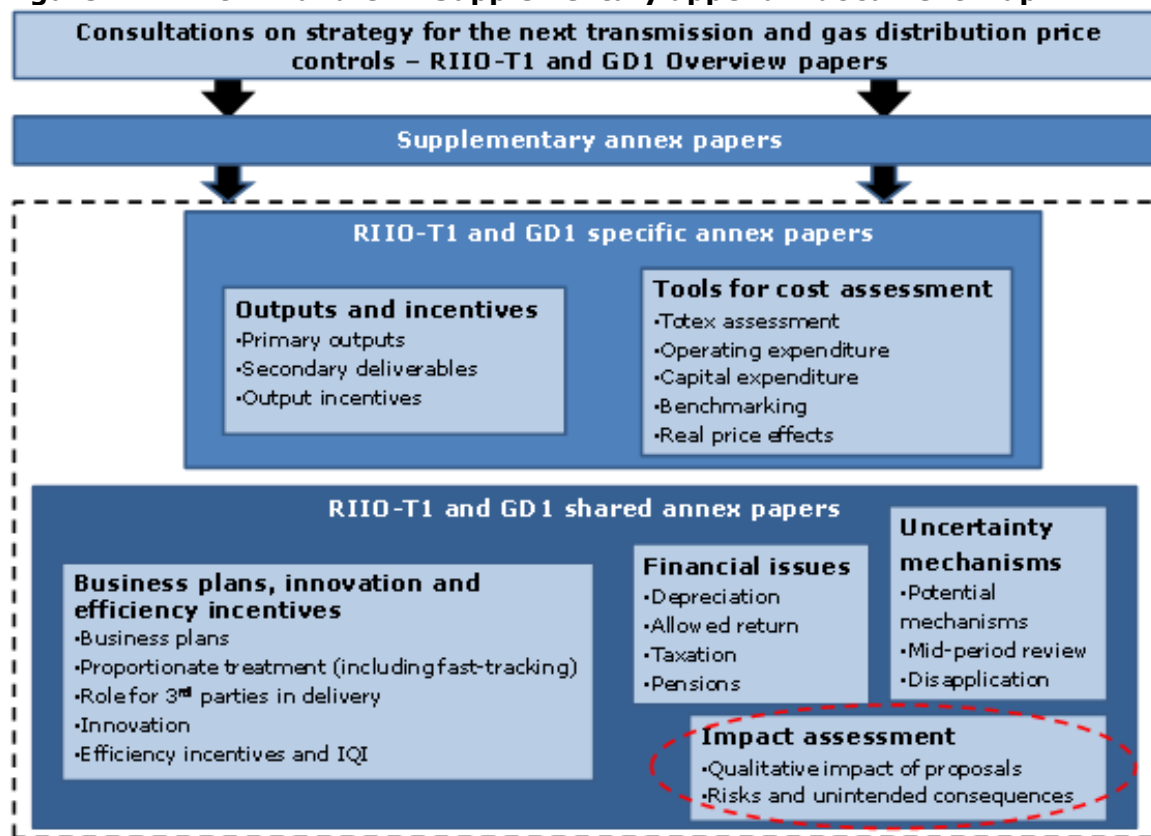 Consultations on strategy for the next transmission and gas distribution price
controls – RIIO-T1 and GD1 Overview papers
Supplementary annex papers
RIIO-T1 and GD1 specific annex papers
Outputs and incentives
•Primary outputs
•Secondary deliverables
•Output incentives
Tools for cost assessment
•Totex assessment
•Operating expenditure
•Capital expenditure
•Benchmarking
•Real price effects
RIIO-T1 and GD1 shared annex papers
Business plans, innovation and
efficiency incentives
•Business plans
•Proportionate treatment (including fast-tracking)
•Role for 3rd parties in delivery
•Innovation
•Efficiency incentives and IQI
Financial issues
•Depreciation
•Allowed return
•Taxation
•Pensions
Uncertainty
mechanisms
•Potential
mechanisms
•Mid-period review
•Disapplication
Impact assessment
•Qualitative impact of proposals
•Risks and unintended consequences